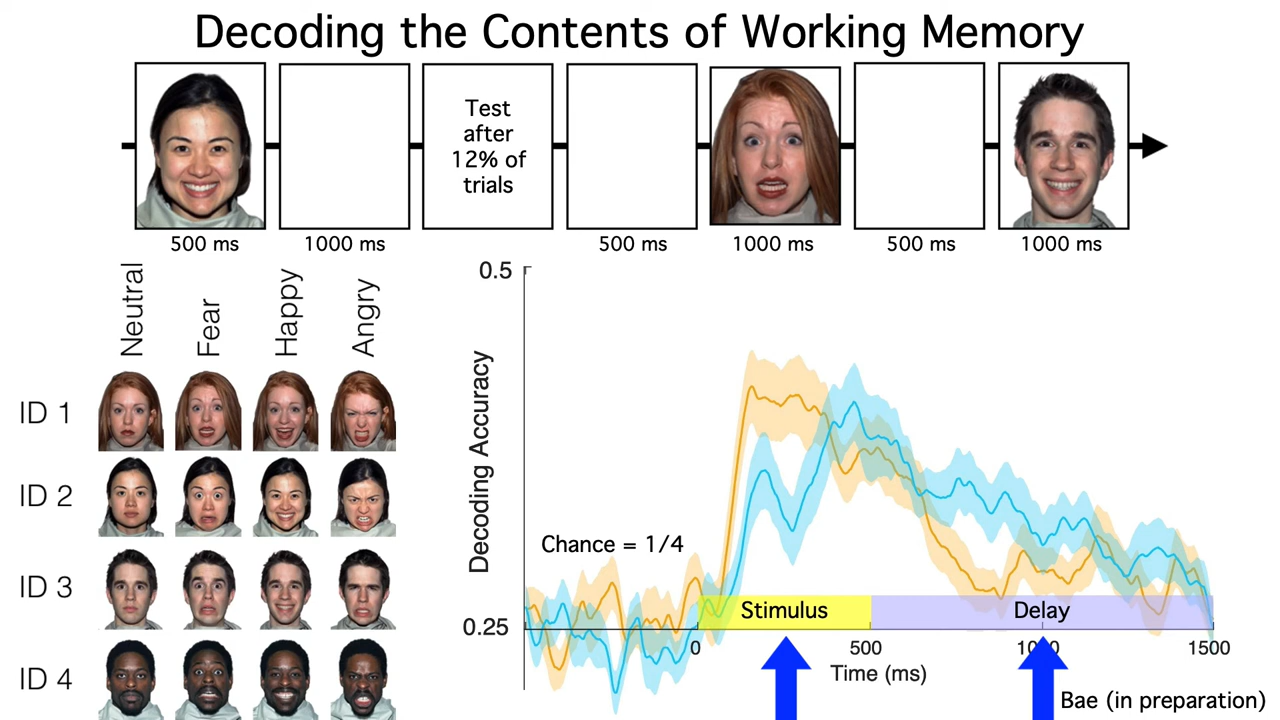 Decoding the Contents of Working Memory
Test
after
12% of
trials
500 ms
1000 ms
500 ms
1000 ms
500 ms
1000 ms
Neutral
Fear
Happy
Angry
ID 1
ID 2
ID 3
ID 4
0.5
Decoding Accuracy
Chance = 1/4
0.25
Stimulus
Delay
0
500
1000
1500
Time (ms)
Bae (in preparation)